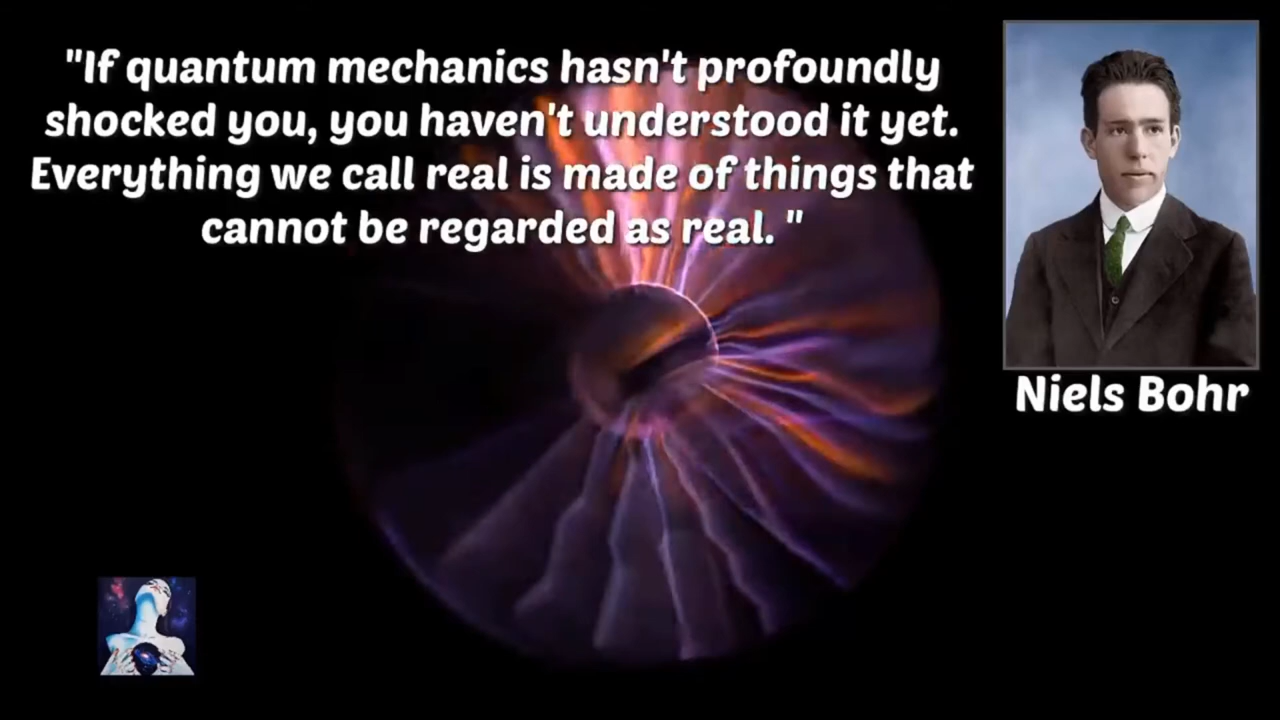 "If quantum mechanics hasn't profoundly
shocked you, you haven't understood it yet.
Everything we call real is made of things that
cannot be regarded as real. "
Niels Bohr